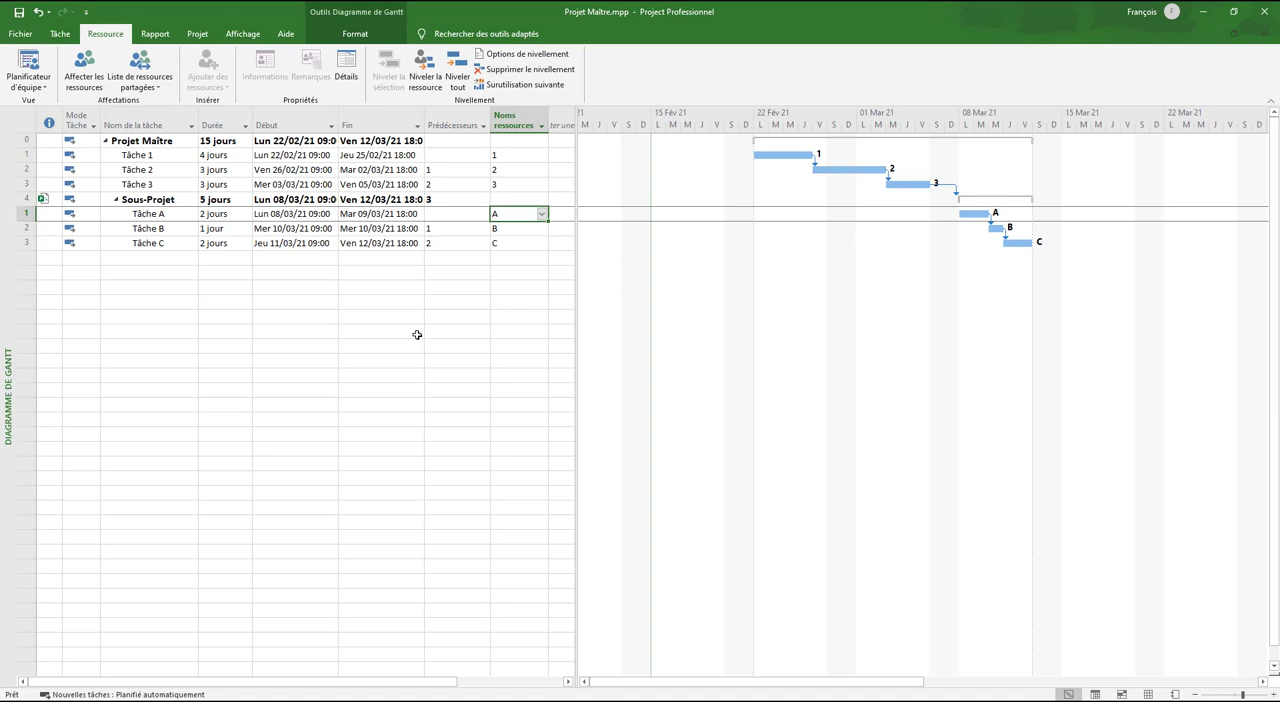 Outils Diagramme de Gantt
Projet Maître.mpp - Project Professionnel
François F
Fichier Tâche Ressource Rapport Projet Affichage Aide Format Rechercher des outils adaptés
Planificateur d'équipe
Vue
Affecter les ressources
Liste de ressources partagées
Affectations
Ajouter des ressources
Insérer
Informations
Remarques
Détails
Propriétés
Niveler la sélection
Niveler la ressource
Niveler tout
Options de nivellement
Supprimer le nivellement
Surutilisation suivante
Nivellement
Mode Tâche
Nom de la tâche
Durée
Début
Fin
Prédécesseurs
Noms ressources
ter une
21 15 Fév 21 22 Fév 21 01 Mar 21 08 Mar 21 15 Mar 21 22 Mar 21
M J V S D L M M J V S D L M M J V S D L M M J V S D L M M J V S D L M M J V S D L M M J V S D
0 Projet Maître 15 jours Lun 22/02/21 09:0 Ven 12/03/21 18:0
1 Tâche 1 4 jours Lun 22/02/21 09:00 Jeu 25/02/21 18:00 1 1
2 Tâche 2 3 jours Ven 26/02/21 09:00 Mar 02/03/21 18:00 1 2 2
3 Tâche 3 3 jours Mer 03/03/21 09:00 Ven 05/03/21 18:00 2 3 3
4 Sous-Projet 5 jours Lun 08/03/21 09:0 Ven 12/03/21 18:0 3
1 Tâche A 2 jours Lun 08/03/21 09:00 Mar 09/03/21 18:00 A A
2 Tâche B 1 jour Mer 10/03/21 09:00 Mer 10/03/21 18:00 1 B B
3 Tâche C 2 jours Jeu 11/03/21 09:00 Ven 12/03/21 18:00 2 C C
DIAGRAMME DE GANTT
Prêt Nouvelles tâches : Planifié automatiquement